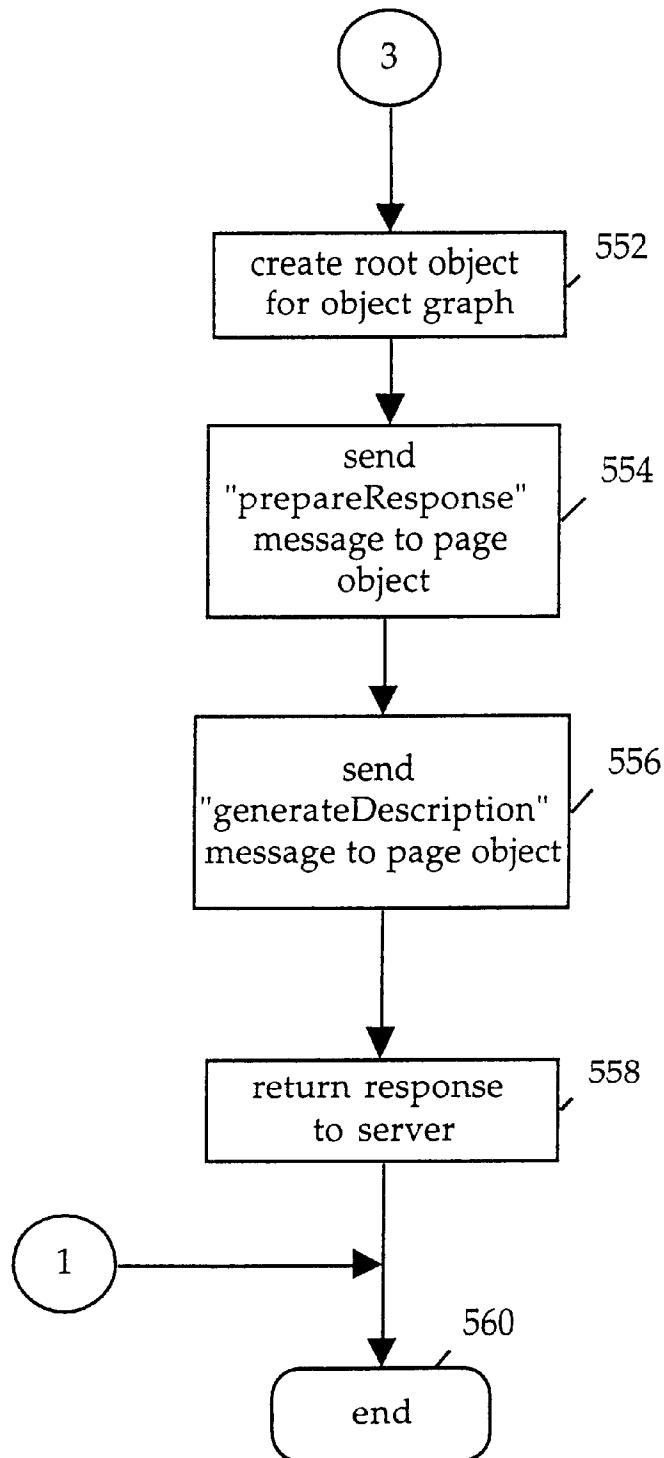 3
552
create root object
for object graph
554
send
"prepareResponse"
message to page
object
556
send
"generateDescription"
message to page object
558
return response
to server
1
560
end